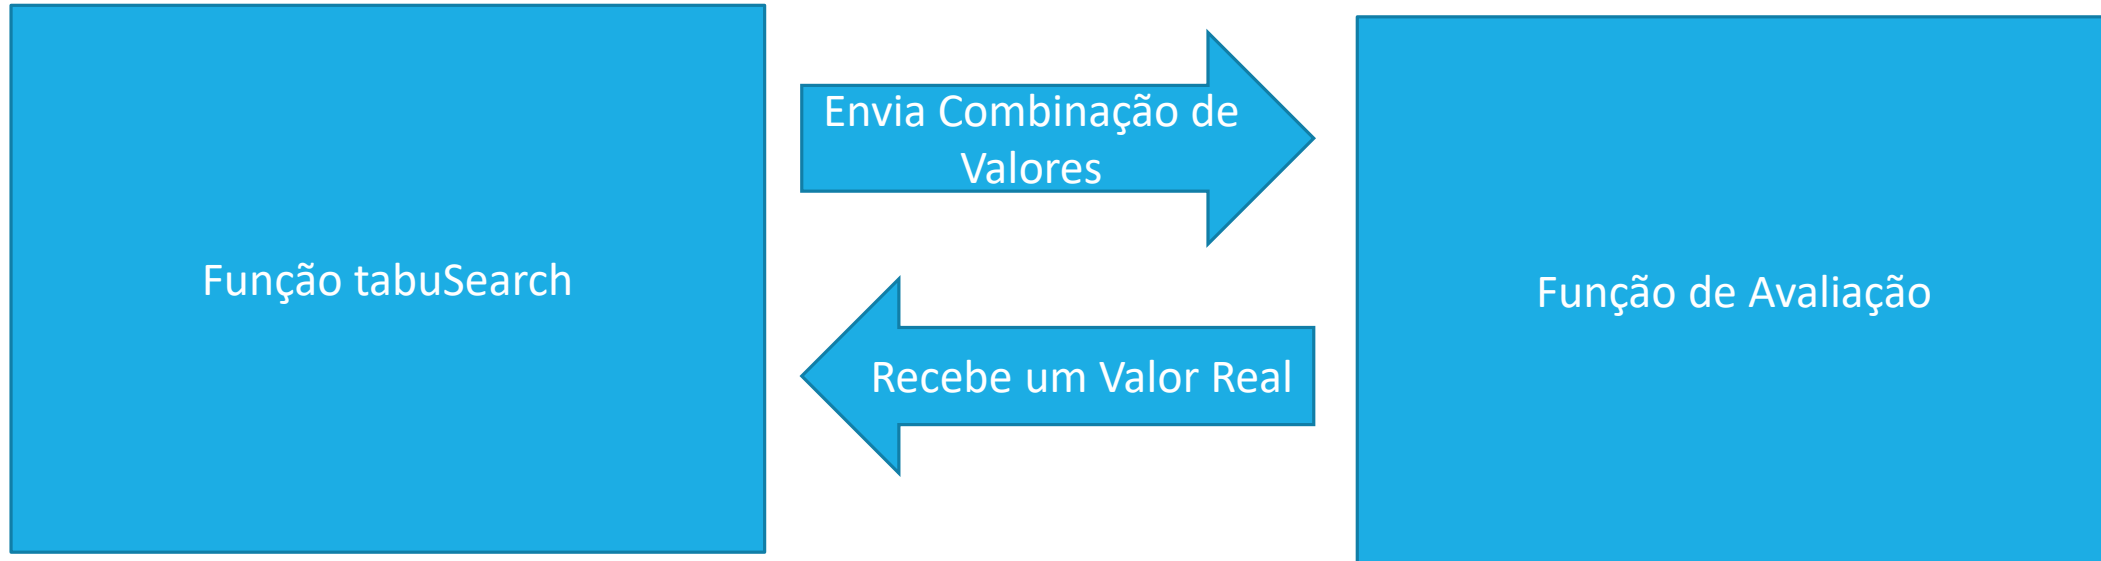 Função tabuSearch
Envia Combinação de
Valores
Recebe um Valor Real
Função de Avaliação